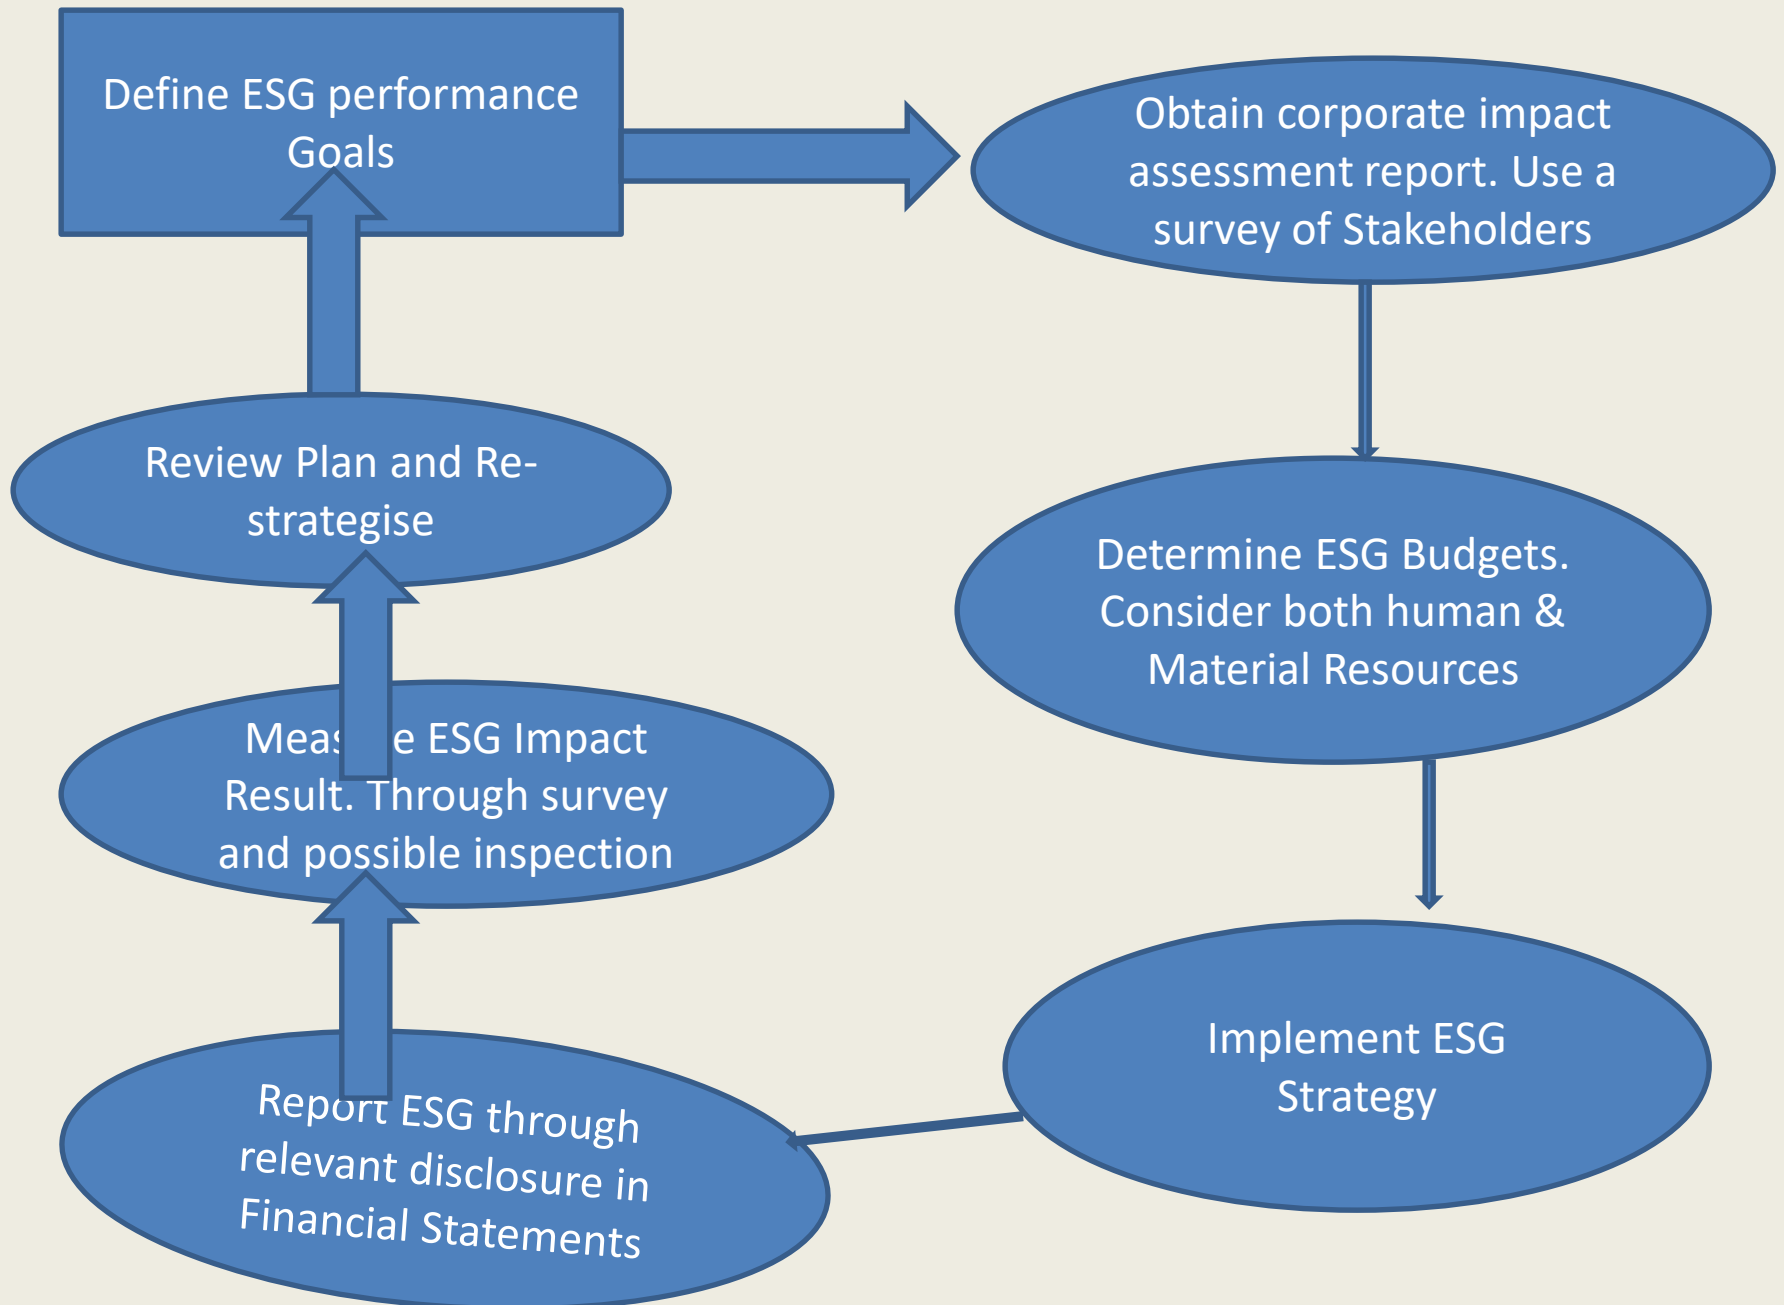 Define ESG performance
Goals
Obtain corporate impact
assessment report. Use a
survey of Stakeholders
Determine ESG Budgets.
Consider both human &
Material Resources
Implement ESG
Strategy
Report ESG through
relevant disclosure in
Financial Statements
Meas e ESG Impact
Result. Through survey
and possible inspection
Review Plan and Re-
strategise